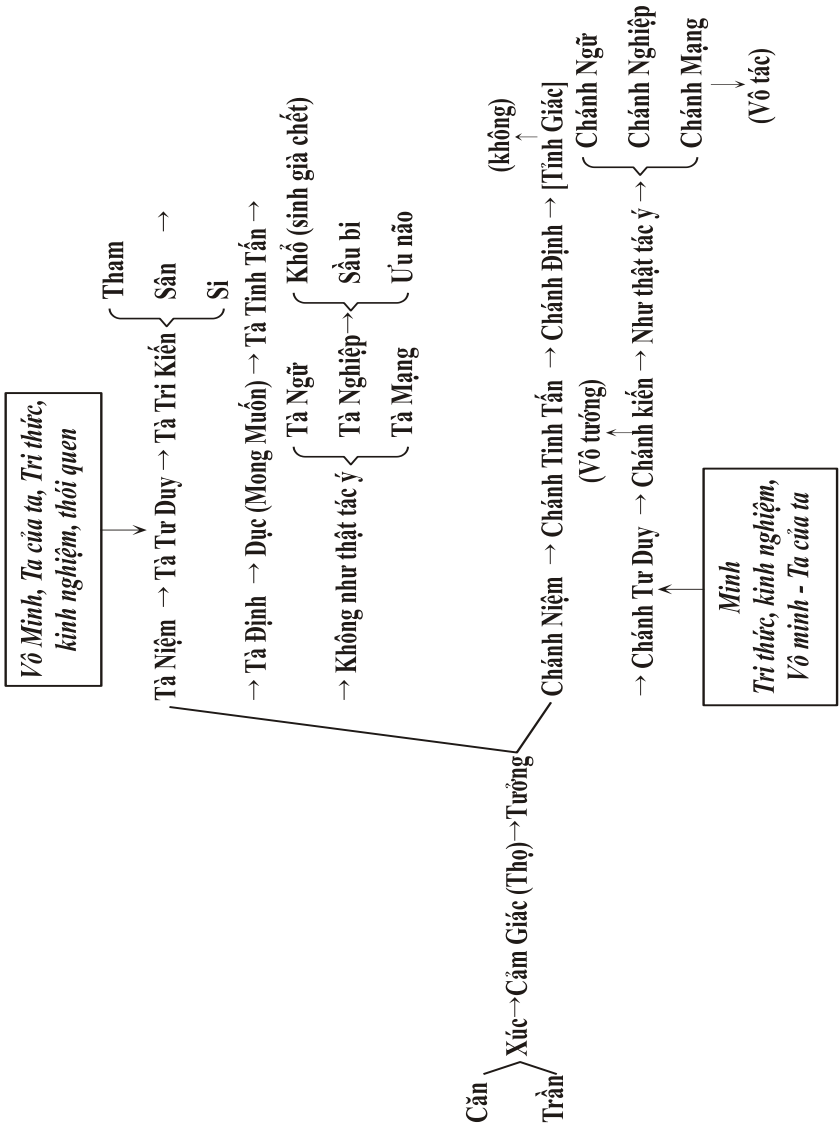 Vô Minh, Ta của ta, Tri thức,
kinh nghiệm, thói quen
Tà Niệm → Tà Tư Duy → Tà Tri Kiến
Tham
Sân →
Si
→ Tà Định → Dục (Mong Muốn) → Tà Tinh Tấn →
→ Không như thật tác ý
Tà Ngữ
Tà Nghiệp →
Tà Mạng
Khổ (sinh già chết)
Sầu bi
Ưu não
Căn
Trần
Xúc → Cảm Giác (Thọ) → Tưởng
(không)
Chánh Niệm → Chánh Tinh Tấn → Chánh Định → [Tỉnh Giác]
(Vô tướng)
→ Chánh Tư Duy → Chánh kiến → Như thật tác ý →
Chánh Ngữ
Chánh Nghiệp
Chánh Mạng
(Vô tác)
Minh
Tri thức, kinh nghiệm,
Vô minh - Ta của ta